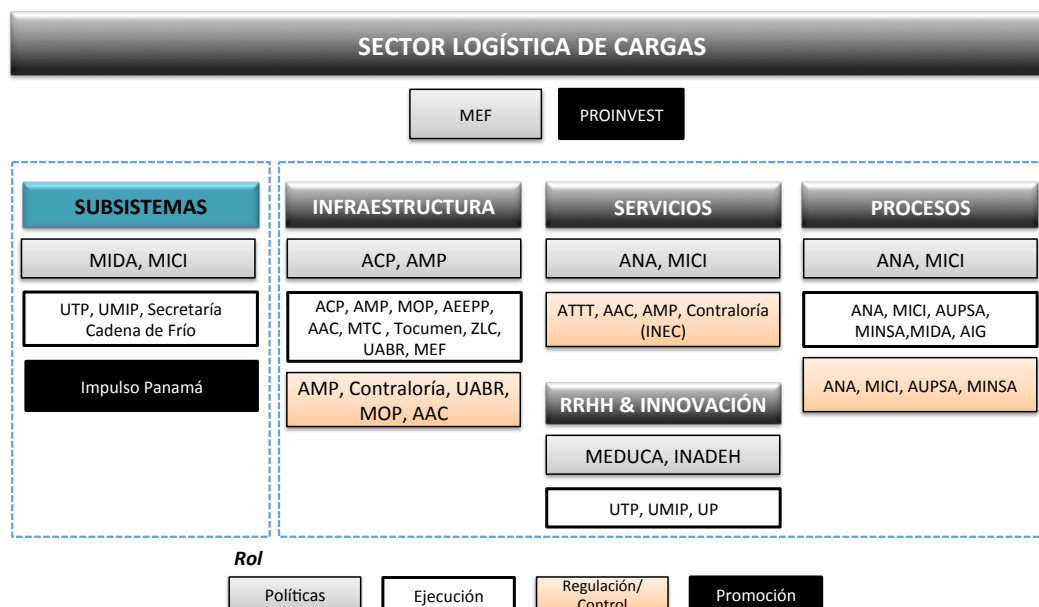 SECTOR LOGÍSTICA DE CARGAS
MEF
PROINVEST
SUBSISTEMAS
MIDA, MICI
UTP, UMIP, Secretaría
Cadena de Frío
Impulso Panamá
INFRAESTRUCTURA
ACP, AMP
ACP, AMP, MOP, AEEPP,
AAC, MTC , Tocumen, ZLC,
UABR, MEF
AMP, Contraloría, UABR,
MOP, AAC
SERVICIOS
ANA, MICI
ATTT, AAC, AMP, Contraloría
(INEC)
RRHH & INNOVACIÓN
MEDUCA, INADEH
UTP, UMIP, UP
PROCESOS
ANA, MICI
ANA, MICI, AUPSA,
MINSA,MIDA, AIG
ANA, MICI, AUPSA, MINSA
Rol
Políticas
Ejecución
Regulación/
Control
Promoción